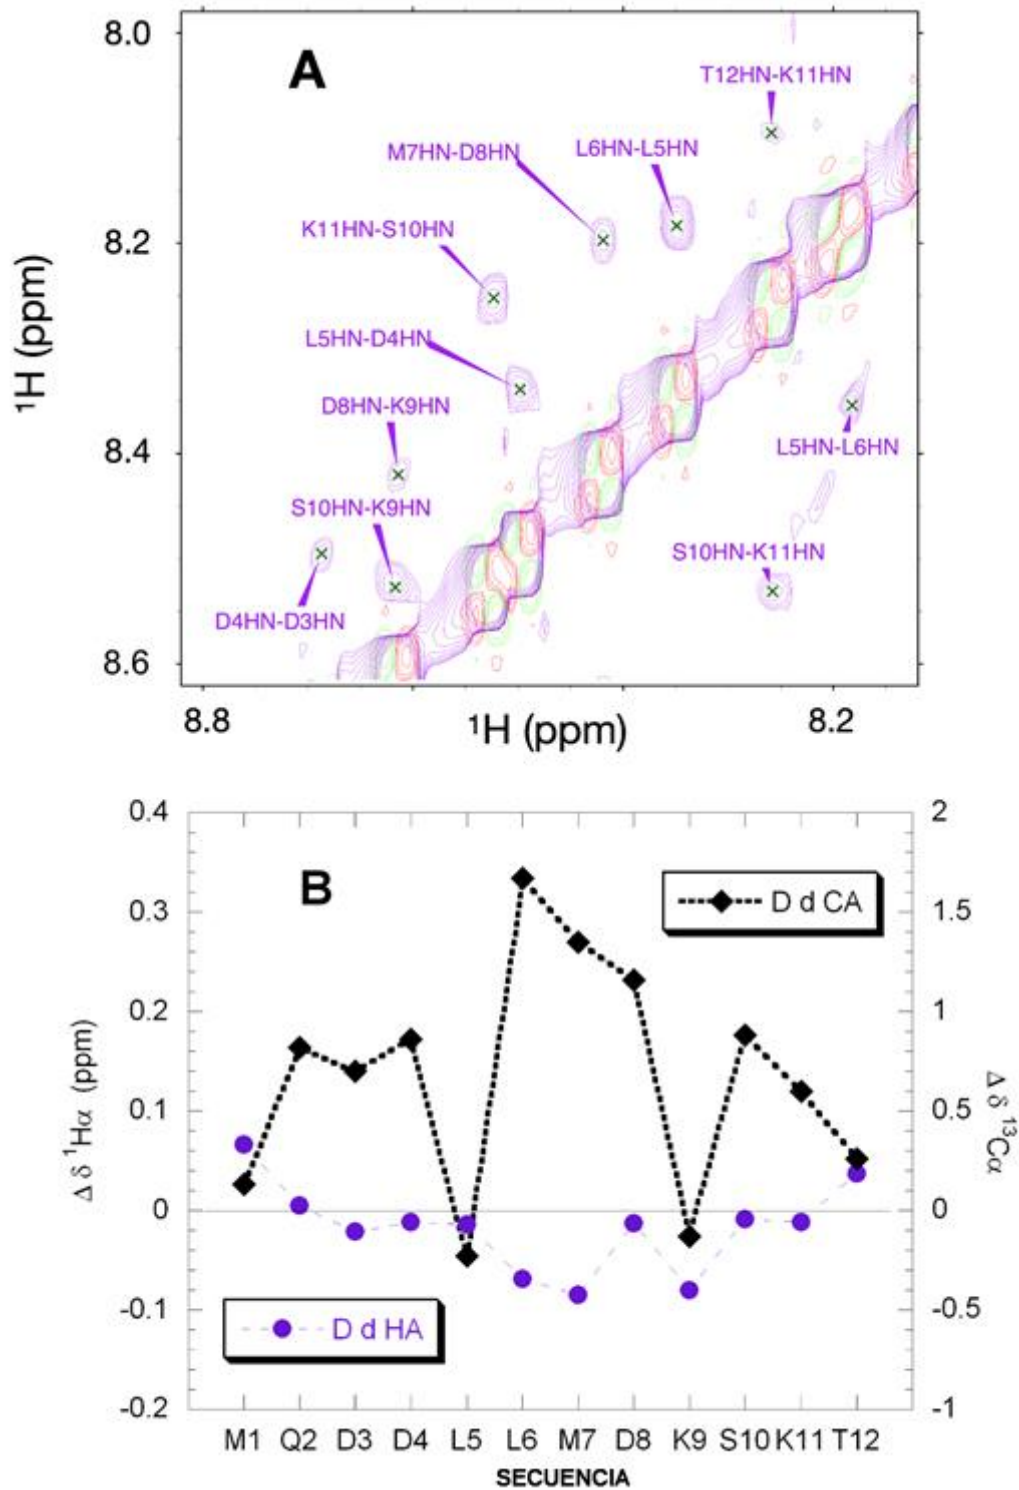 8.0
A
T12HN-K11HN
M7HN-D8HN
L6HN-L5HN
K11HN-S10HN
8.2
L5HN-D4HN
D8HN-K9HN
8.4
L5HN-L6HN
S10HN-K9HN
S10HN-K11HN
D4HN-D3HN
8.6
¹H (ppm)
8.8
¹H (ppm)
8.2
0.4
2
B
D d CA
0.3
1.5
0.2
1
0.1
0.5
0
0
-0.1
-0.5
D d HA
-0.2
-1
Δ δ ¹Hα (ppm)
Δ δ ¹³Cα
M1 Q2 D3 D4 L5 L6 M7 D8 K9 S10 K11 T12
SECUENCIA